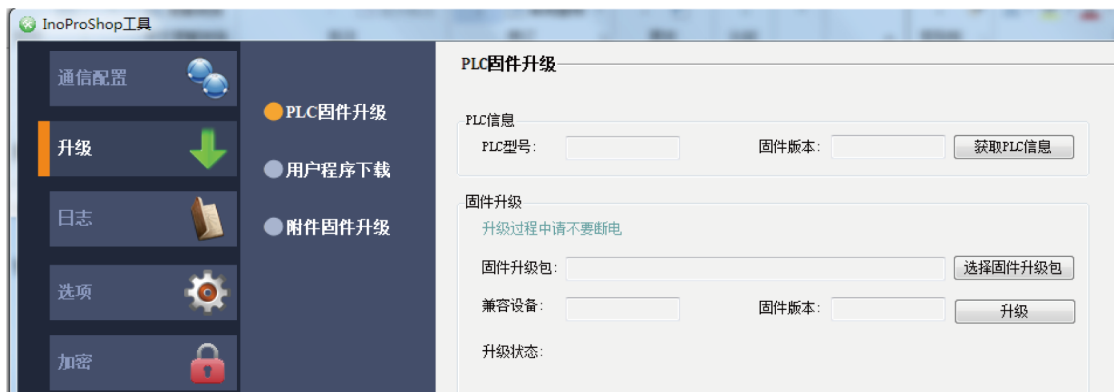 InoProShop工具
通信配置
升级
日志
选项
加密
PLC固件升级
用户程序下载
附件固件升级
PLC固件升级
PLC信息
PLC型号:
固件版本:
获取PLC信息
固件升级
升级过程中请不要断电
固件升级包:
选择固件升级包
兼容设备:
固件版本:
升级
升级状态: